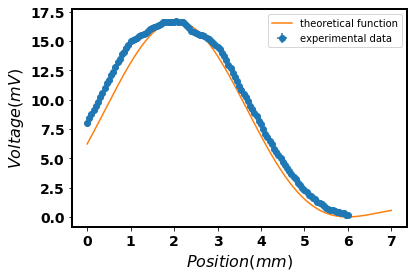 17.5
15.0
12.5
10.0
7.5
5.0
2.5
0.0
Voltage(mV)
theoretical function
experimental data
0 1 2 3 4 5 6 7
Position(mm)